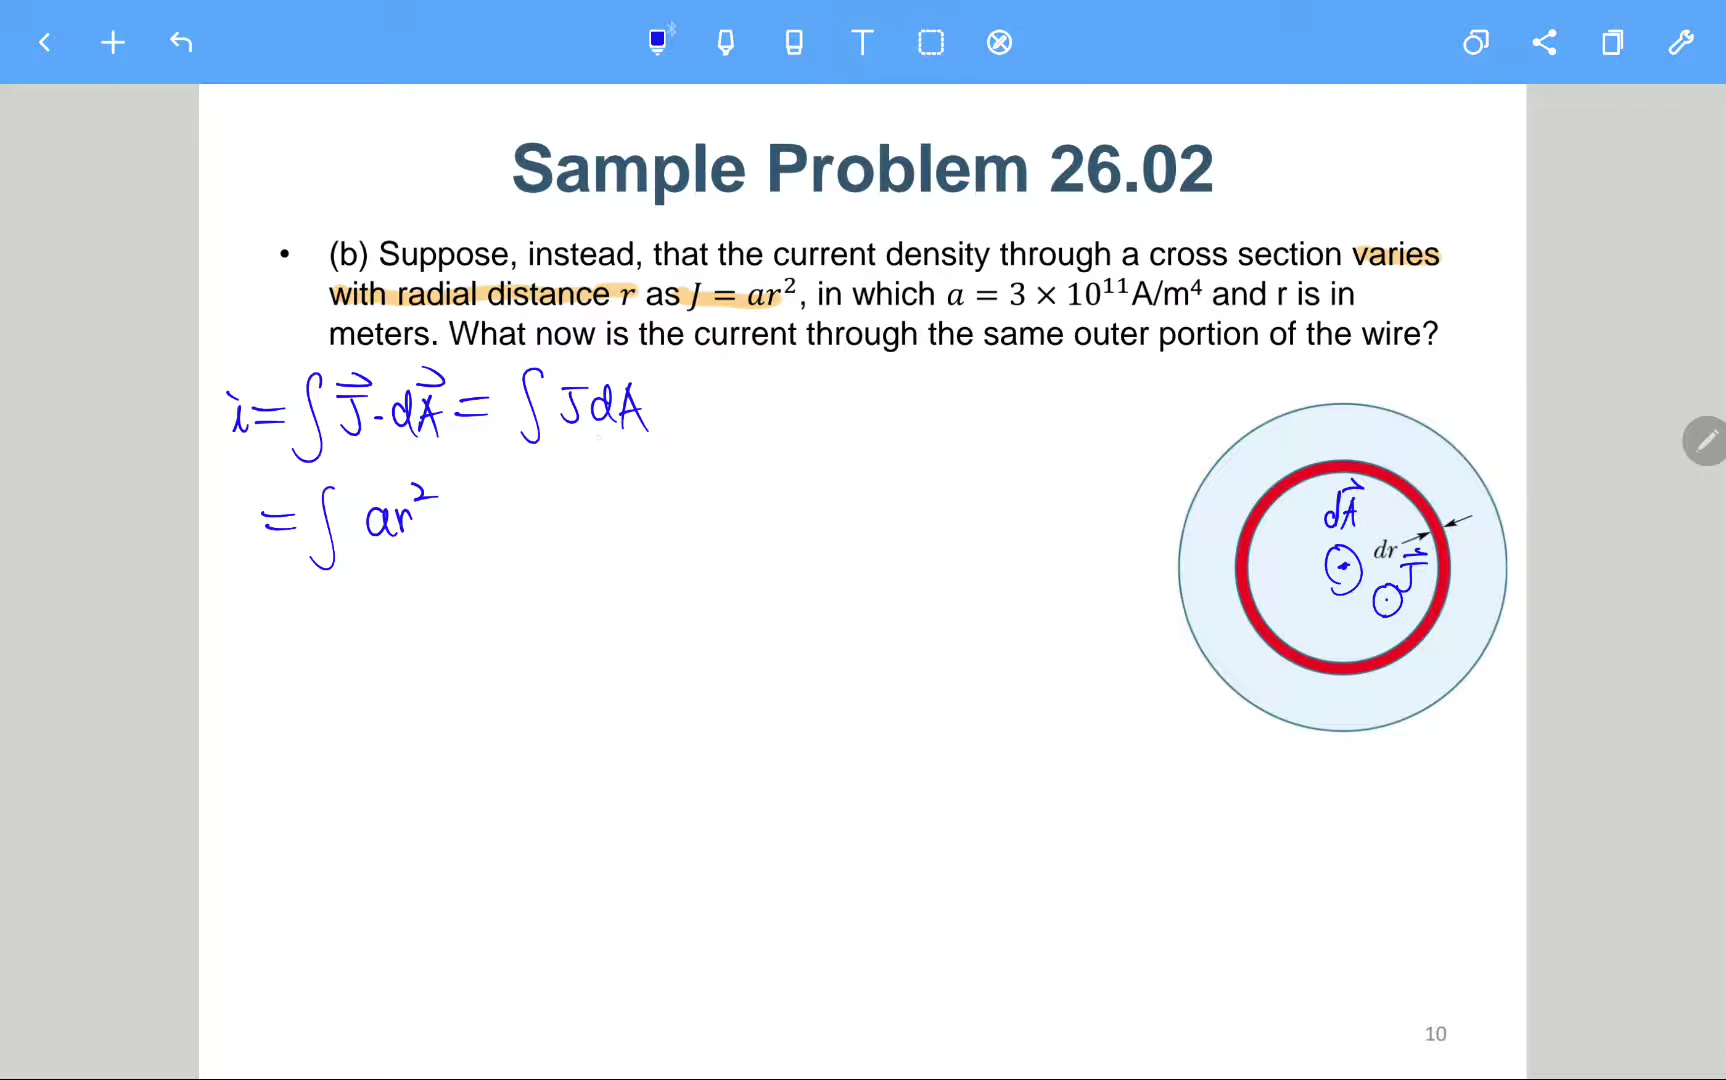 Sample Problem 26.02
• (b) Suppose, instead, that the current density through a cross section varies
with radial distance r as J = ar², in which a = 3 × 10¹¹A/m⁴ and r is in
meters. What now is the current through the same outer portion of the wire?
i = ∫ J⃗ · dA⃗ = ∫ J dA
= ∫ ar²
dA⃗
dr
J⃗
10